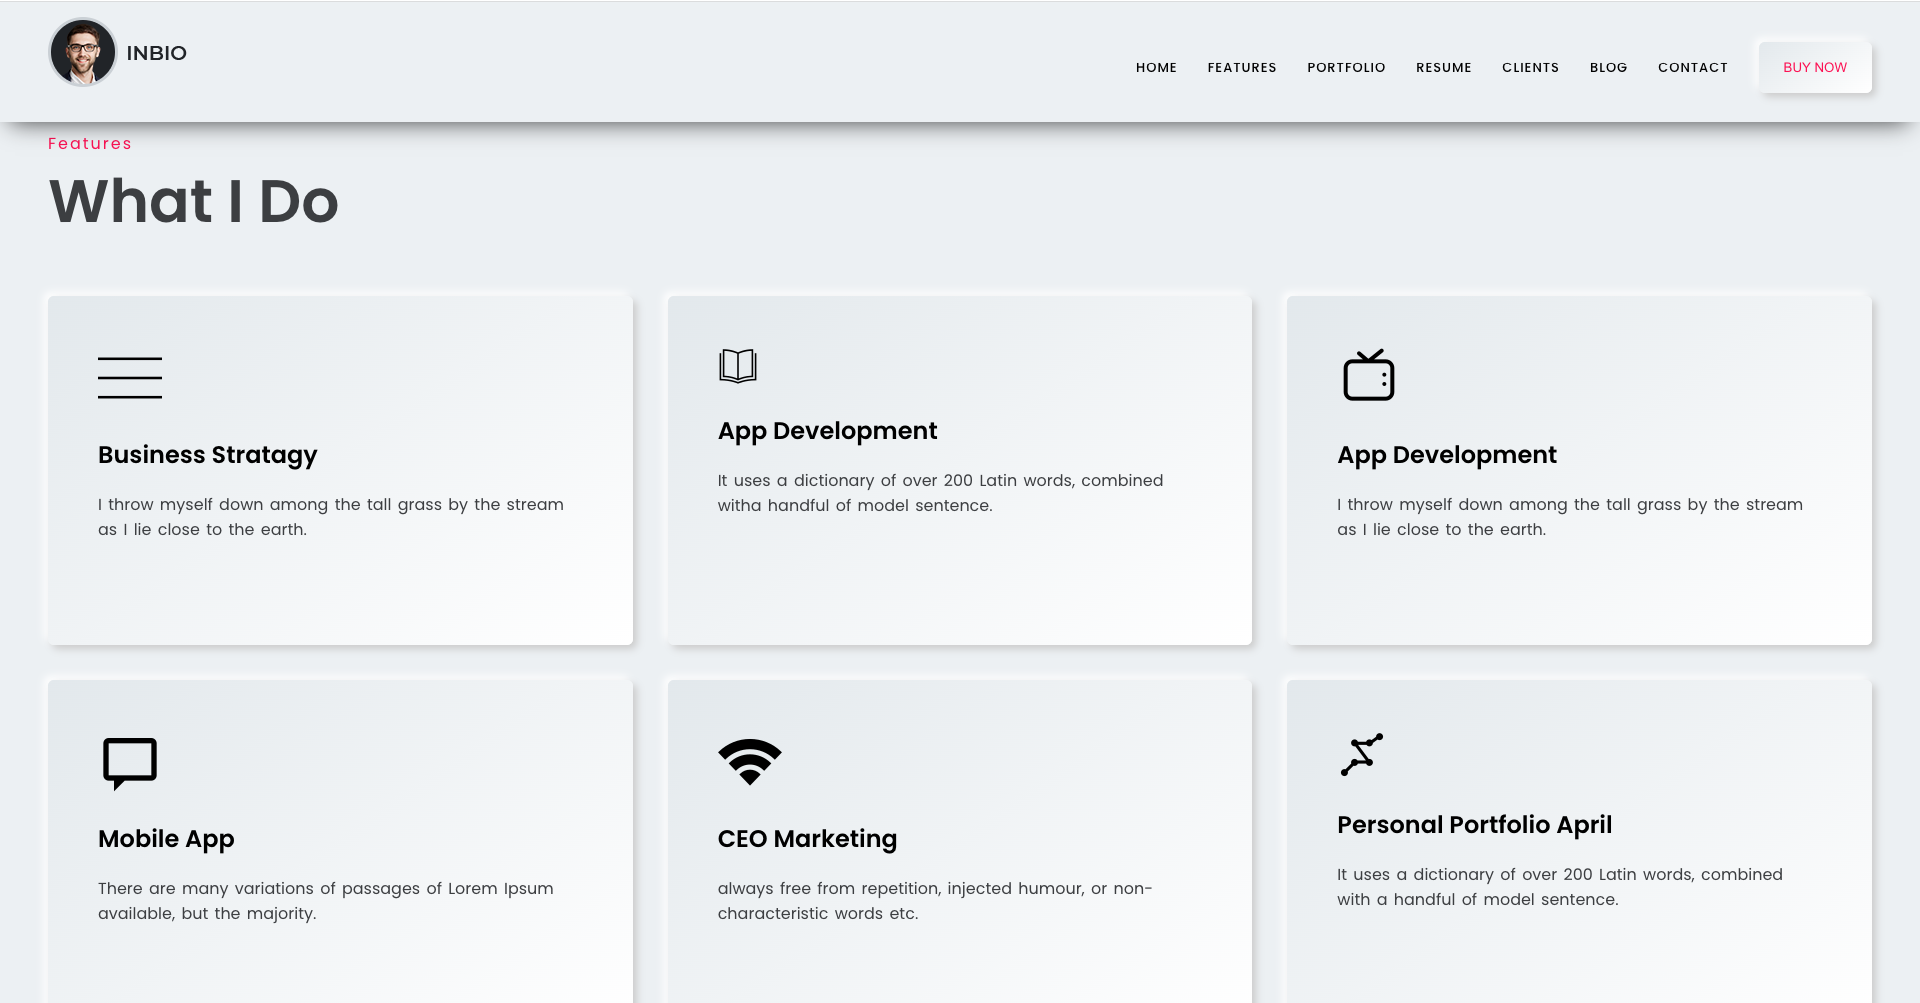 INBIO
HOME FEATURES PORTFOLIO RESUME CLIENTS BLOG CONTACT BUY NOW
Features
What I Do
Business Stratagy
I throw myself down among the tall grass by the stream
as I lie close to the earth.
App Development
It uses a dictionary of over 200 Latin words, combined
witha handful of model sentence.
App Development
I throw myself down among the tall grass by the stream
as I lie close to the earth.
Mobile App
There are many variations of passages of Lorem Ipsum
available, but the majority.
CEO Marketing
always free from repetition, injected humour, or non-
characteristic words etc.
Personal Portfolio April
It uses a dictionary of over 200 Latin words, combined
with a handful of model sentence.